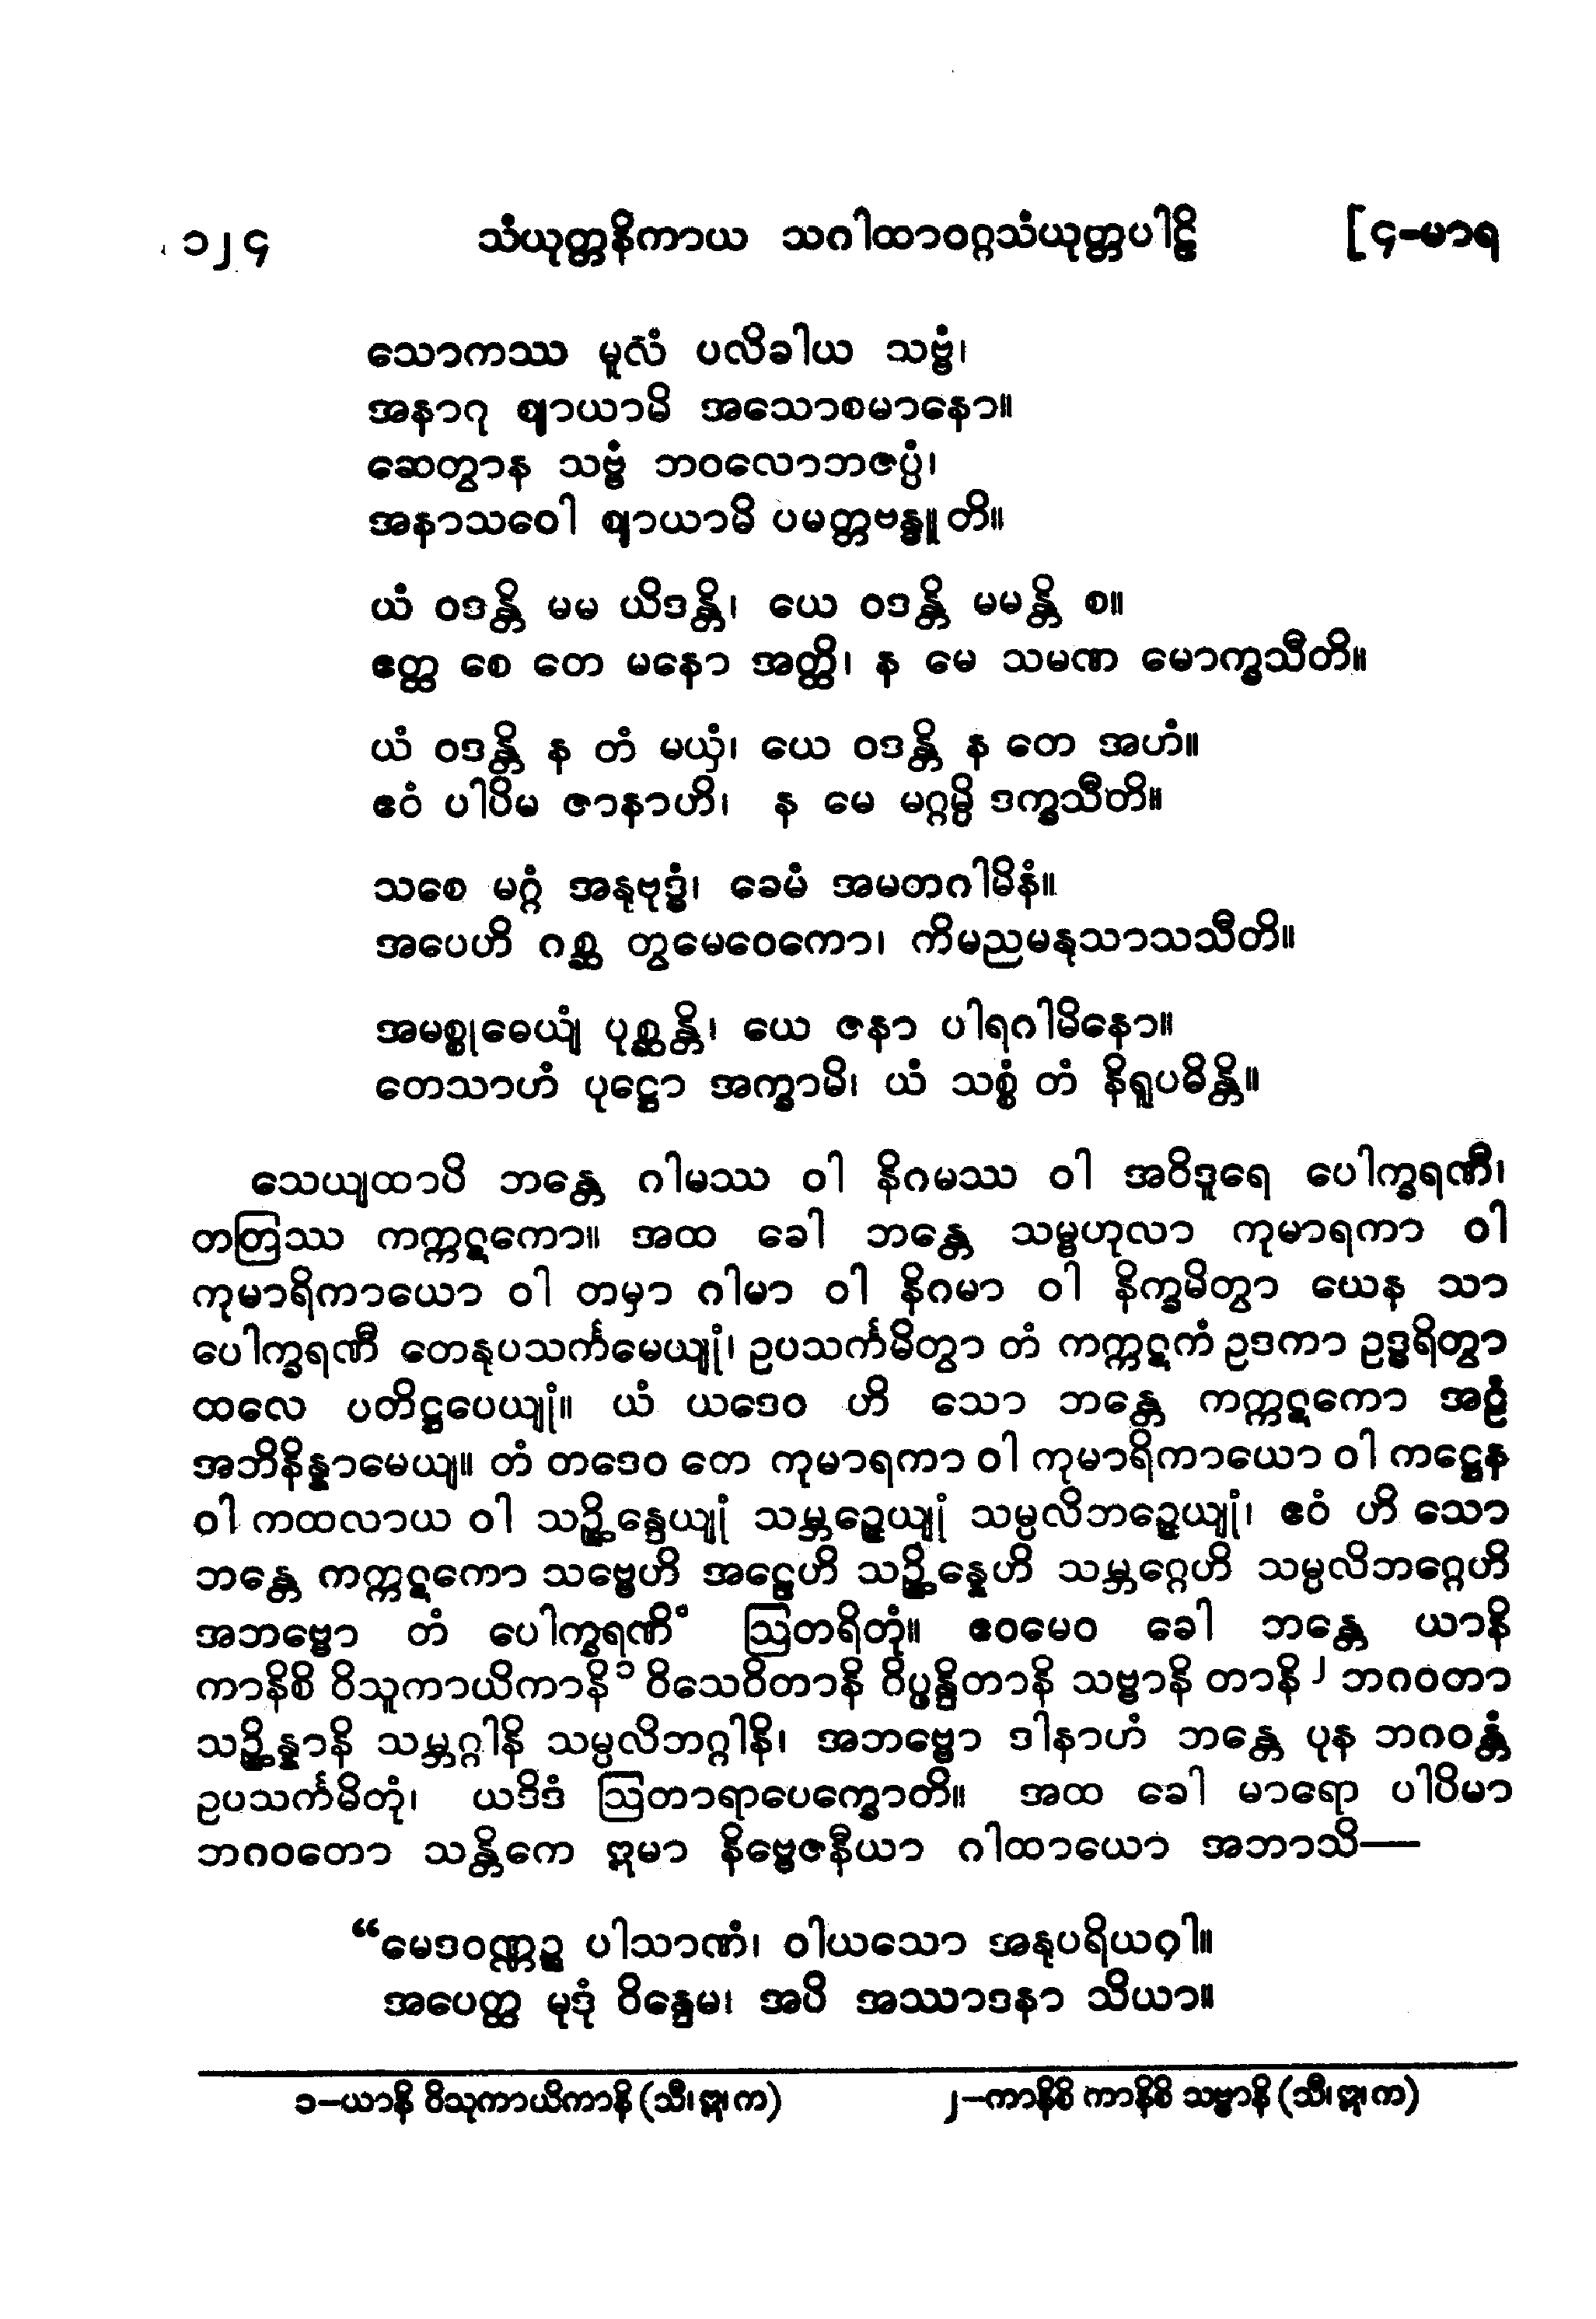 ၁၂၄ သံယုတ္တနိကာယ သဂါထာဝဂ္ဂသံယုတ္တပါဠိ [၄-မာရ
သောကဿ မူလံ ပလိခါယ သဗ္ဗံ၊
အနာဂု ဈာယာမိ အသောစမာနော။
ဆေတွာန သဗ္ဗံ ဘဝလောဘဇပ္ပံ၊
အနာသဝေါ ဈာယာမိ ပမတ္တဗန္ဓူ တိ။
ယံ ဝဒန္တိ မမ ယိဒန္တိ၊ ယေ ဝဒန္တိ မမန္တိ စ။
ဧတ္ထ စေ တေ မနော အတ္ထိ၊ န မေ သမဏ မောက္ခသီတိ။
ယံ ဝဒန္တိ န တံ မယှံ၊ ယေ ဝဒန္တိ န တေ အဟံ။
ဧဝံ ပါပိမ ဇာနာဟိ၊ န မေ မဂ္ဂမ္ပိ ဒက္ခသီတိ။
သစေ မဂ္ဂံ အနုဗုဒ္ဓံ၊ ခေမံ အမတဂါမိနံ။
အပေဟိ ဂစ္ဆ တွမေဝေကော၊ ကိမညမနုသာသသီတိ။
အမစ္စုဓေယျံ ပုစ္ဆန္တိ၊ ယေ ဇနာ ပါရဂါမိနော။
တေသာဟံ ပုဋ္ဌော အက္ခာမိ၊ ယံ သစ္စံ တံ နိရူပဓိန္တိ။
သေယျထာပိ ဘန္တေ ဂါမဿ ဝါ နိဂမဿ ဝါ အဝိဒူရေ ပေါက္ခရဏီ၊
တတြဿ ကက္ကဋကော။ အထ ခေါ ဘန္တေ သမ္ဗဟုလာ ကုမာရကာ ဝါ
ကုမာရိကာယော ဝါ တမှာ ဂါမာ ဝါ နိဂမာ ဝါ နိက္ခမိတွာ ယေန သာ
ပေါက္ခရဏီ တေနုပသင်္ကမေယျုံ၊ ဥပသင်္ကမိတွာ တံ ကက္ကဋကံ ဥဒကာ ဥဒ္ဓရိတွာ
ထလေ ပတိဋ္ဌပေယျုံ။ ယံ ယဒေဝ ဟိ သော ဘန္တေ ကက္ကဋကော အဠံ
အဘိနိန္နာမေယျ။ တံ တဒေဝ တေ ကုမာရကာ ဝါ ကုမာရိကာယော ဝါ ကဋ္ဌေန
ဝါ ကထလာယ ဝါ သဉ္ဆိန္ဒေယျုံ သမ္ဘဉ္ဇေယျုံ သမ္ပလိဘဉ္ဇေယျုံ၊ ဧဝံ ဟိ သော
ဘန္တေ ကက္ကဋကော သဗ္ဗေဟိ အဠေဟိ သဉ္ဆိန္နေဟိ သမ္ဘဂ္ဂေဟိ သမ္ပလိဘဂ္ဂေဟိ
အဘဗ္ဗော တံ ပေါက္ခရဏိံ ဩတရိတုံ။ ဧဝမေဝ ခေါ ဘန္တေ ယာနိ
ကာနိစိ ဝိသူကာယိကာနိ၁ ဝိသေဝိတာနိ ဝိပ္ဖန္ဒိတာနိ သဗ္ဗာနိ တာနိ၂ ဘဂဝတာ
သဉ္ဆိန္နာနိ သမ္ဘဂ္ဂါနိ သမ္ပလိဘဂ္ဂါနိ၊ အဘဗ္ဗော ဒါနာဟံ ဘန္တေ ပုန ဘဂဝန္တံ
ဥပသင်္ကမိတုံ၊ ယဒိဒံ ဩတာရာပေက္ခောတိ။ အထ ခေါ မာရော ပါပိမာ
ဘဂဝတော သန္တိကေ ဣမာ နိဗ္ဗေဇနီယာ ဂါထာယော အဘာသိ—
“မေဒဝဏ္ဏဉ္စ ပါသာဏံ၊ ဝါယသော အနုပရိယဂါ။
အပေတ္ထ မုဒုံ ဝိန္ဒေမ၊ အပိ အဿာဒနာ သိယာ။
၁-ယာနိ ဝိသုကာယိကာနိ (သီ၊ ဣ၊ က) ၂-ကာနိစိ ကာနိစိ သဗ္ဗာနိ (သီ၊ ဣ၊ က)